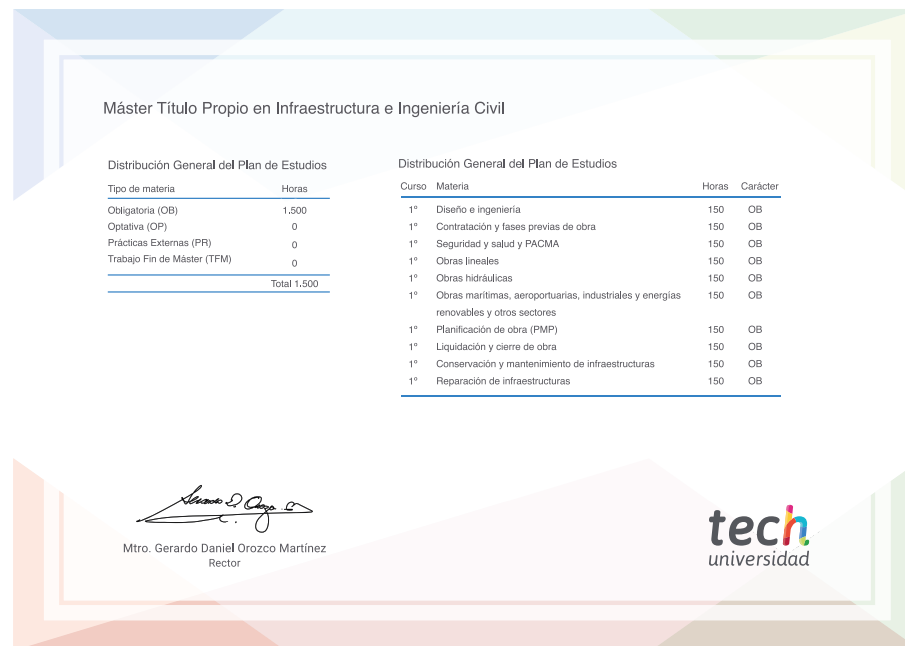 Máster Título Propio en Infraestructura e Ingeniería Civil
Distribución General del Plan de Estudios
Tipo de materia Horas
Obligatoria (OB) 1.500
Optativa (OP) 0
Prácticas Externas (PR) 0
Trabajo Fin de Máster (TFM) 0
Total 1.500
Distribución General del Plan de Estudios
Curso Materia Horas Carácter
1º Diseño e ingeniería 150 OB
1º Contratación y fases previas de obra 150 OB
1º Seguridad y salud y PACMA 150 OB
1º Obras lineales 150 OB
1º Obras hidráulicas 150 OB
1º Obras marítimas, aeroportuarias, industriales y energías 150 OB
renovables y otros sectores
1º Planificación de obra (PMP) 150 OB
1º Liquidación y cierre de obra 150 OB
1º Conservación y mantenimiento de infraestructuras 150 OB
1º Reparación de infraestructuras 150 OB
Mtro. Gerardo Daniel Orozco Martínez
Rector
tech
universidad